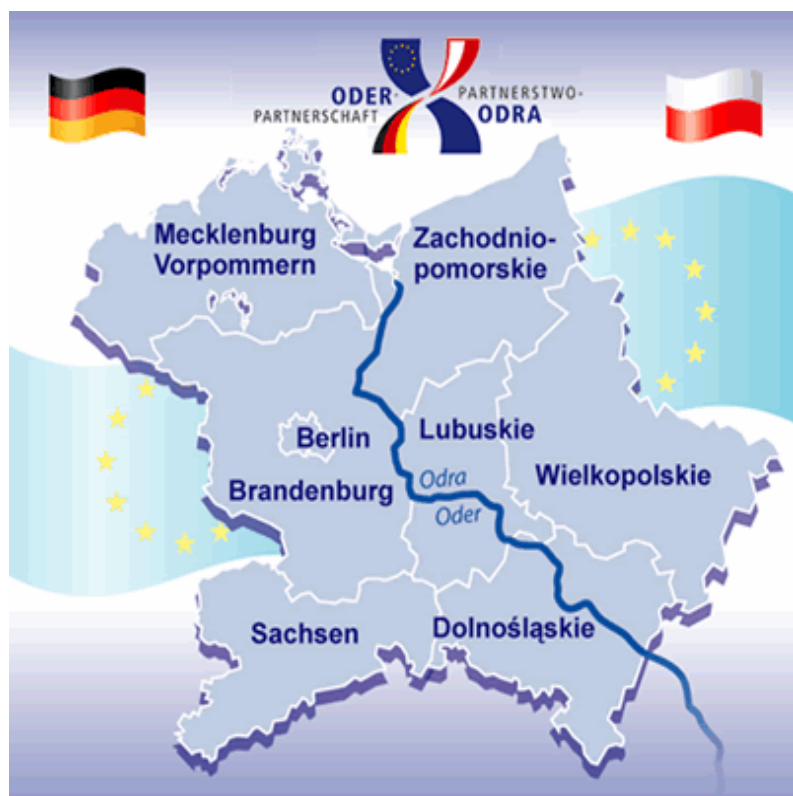 ODER-
PARTNERSCHAFT
PARTNERSTWO-
ODRA
Mecklenburg
Vorpommern
Zachodnio-
pomorskie
Berlin
Lubuskie
Brandenburg
Wielkopolskie
Odra
Oder
Sachsen
Dolnośląskie